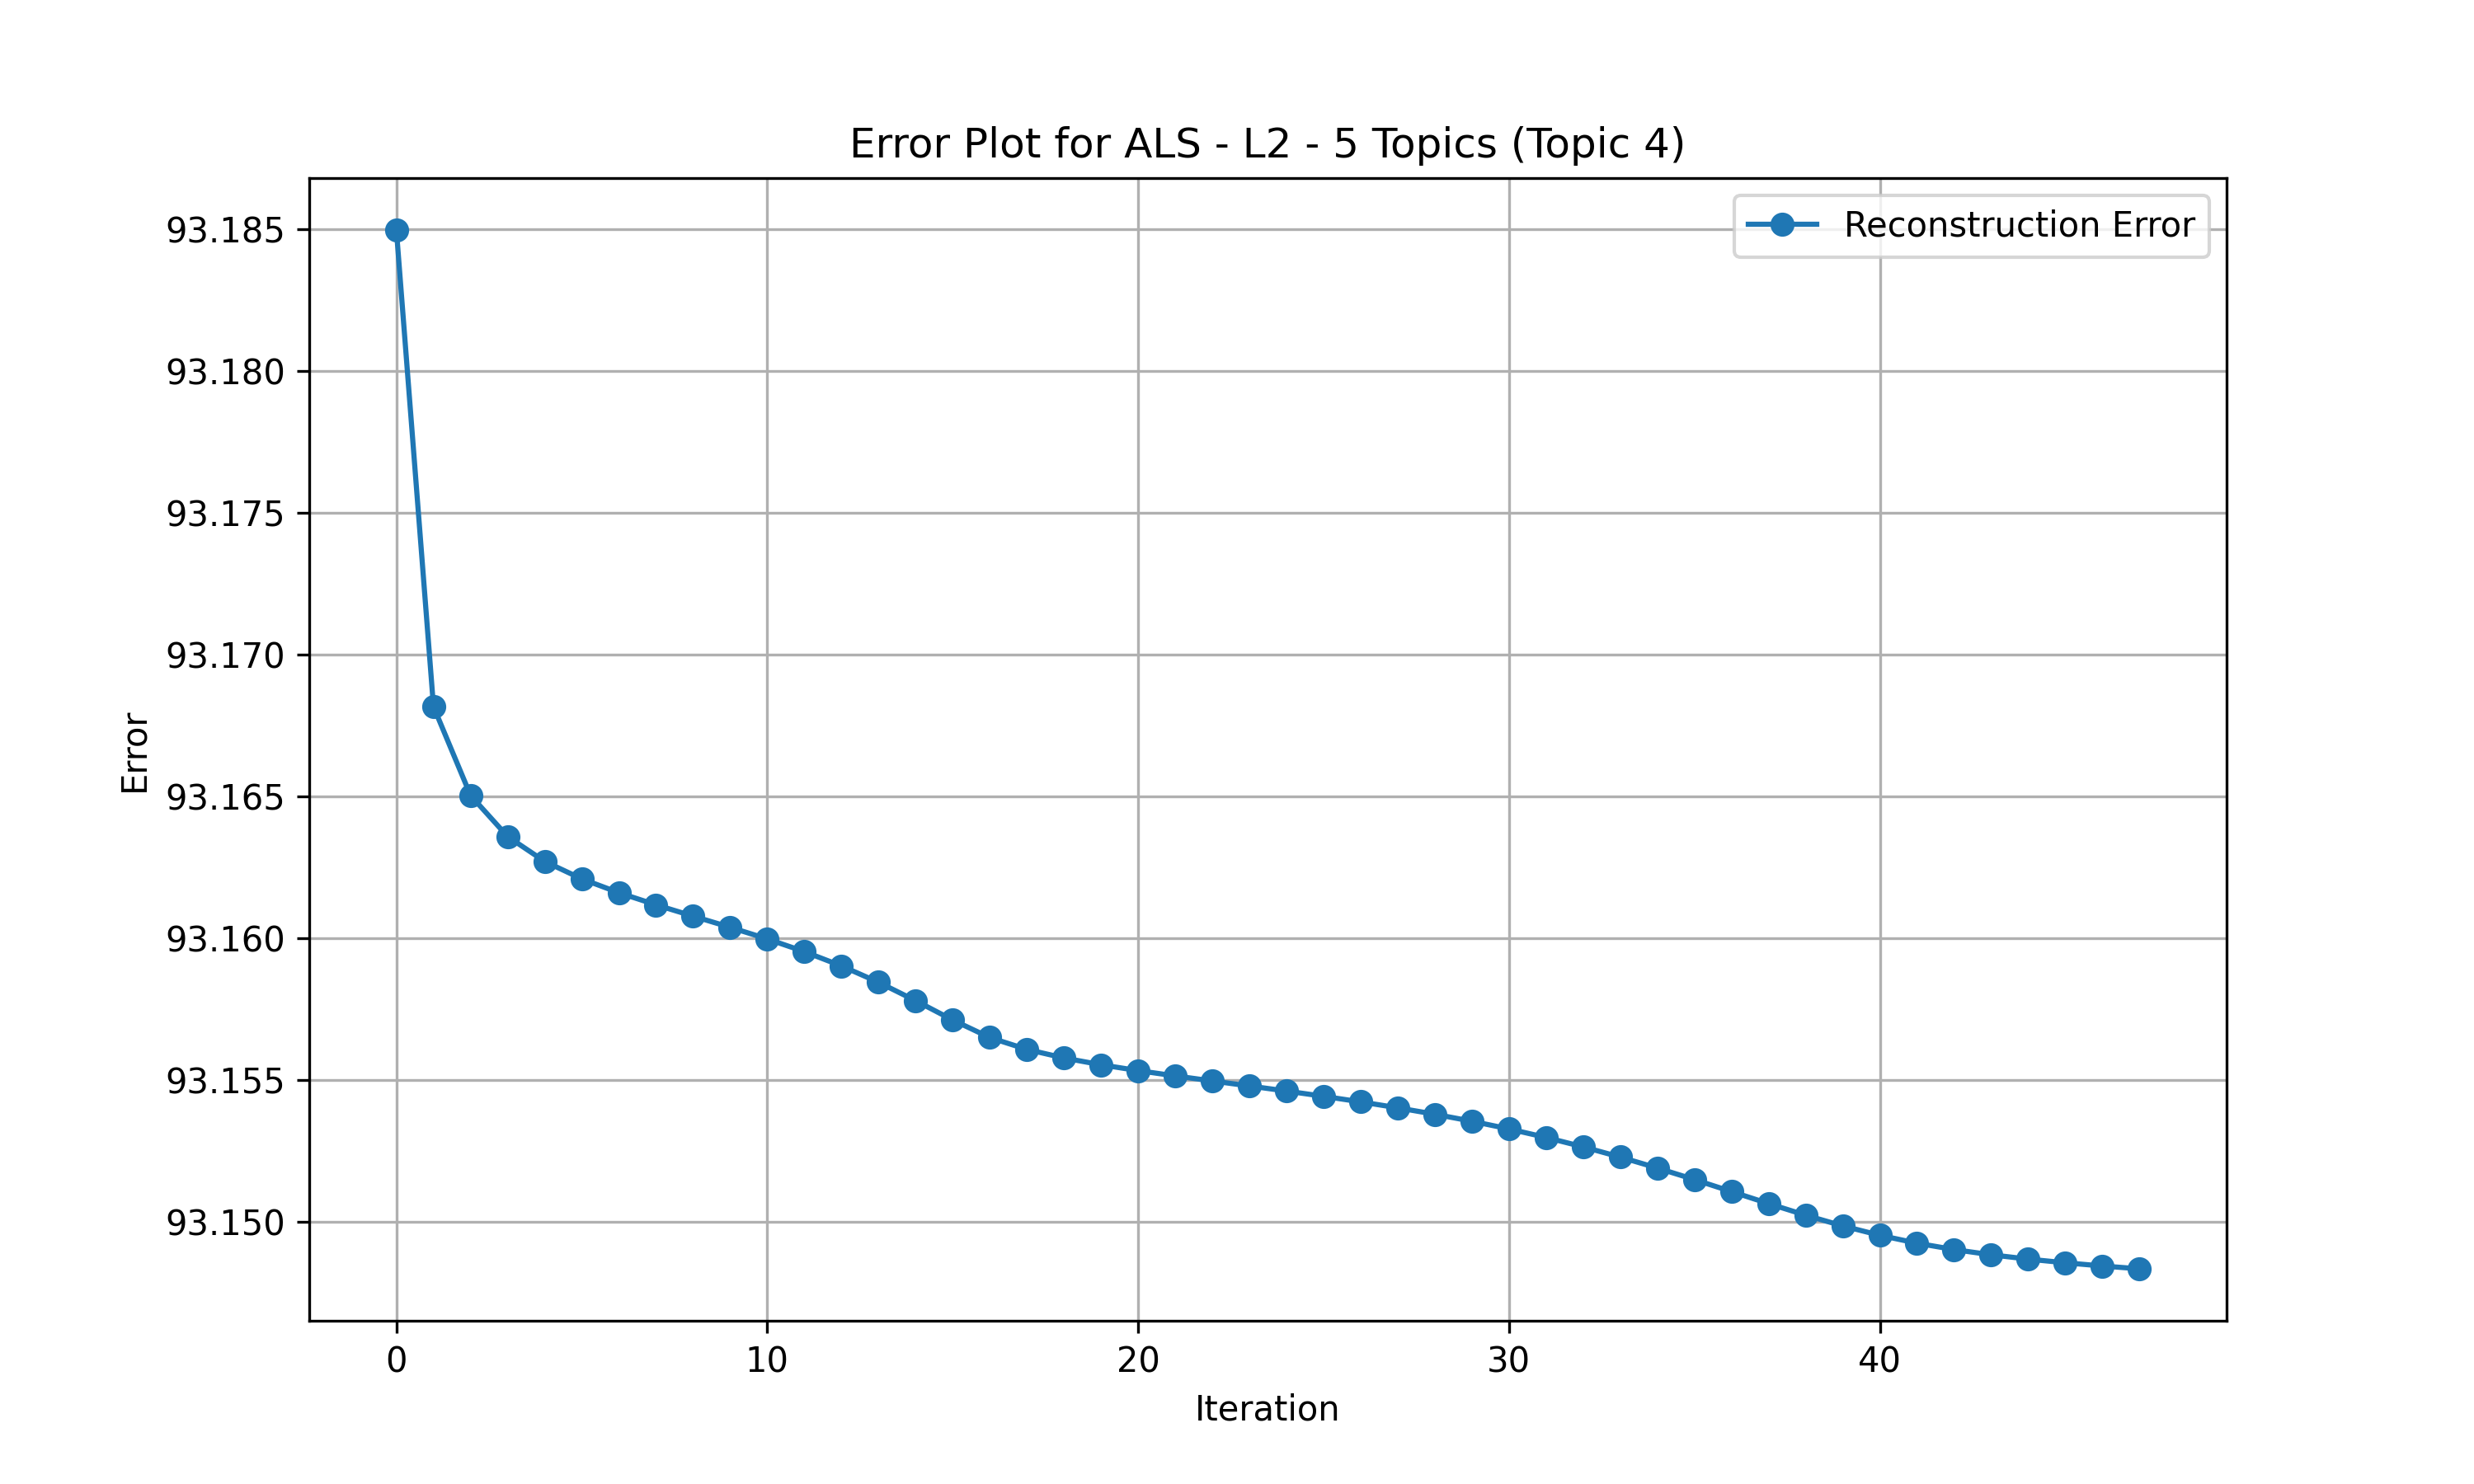 Error Plot for ALS - L2 - 5 Topics (Topic 4)
Reconstruction Error
93.185
93.180
93.175
93.170
93.165
93.160
93.155
93.150
Error
0 10 20 30 40
Iteration